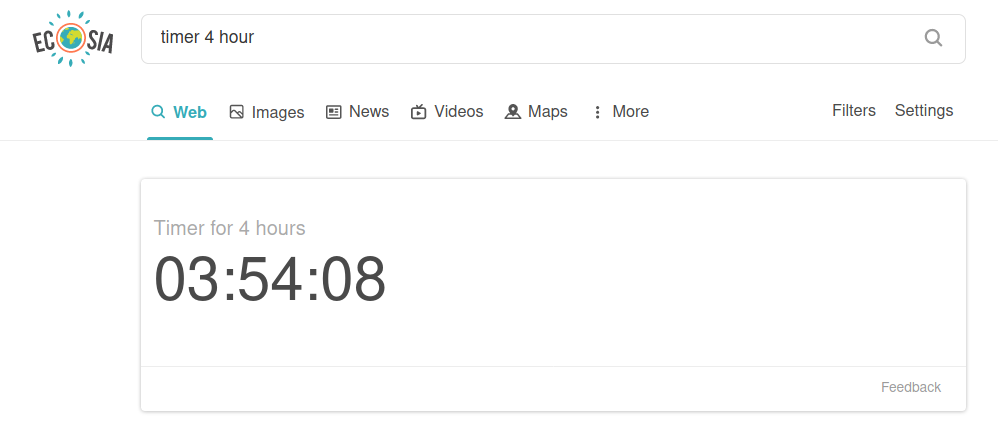 ECOSIA
timer 4 hour
Web Images News Videos Maps More Filters Settings
Timer for 4 hours
03:54:08
Feedback